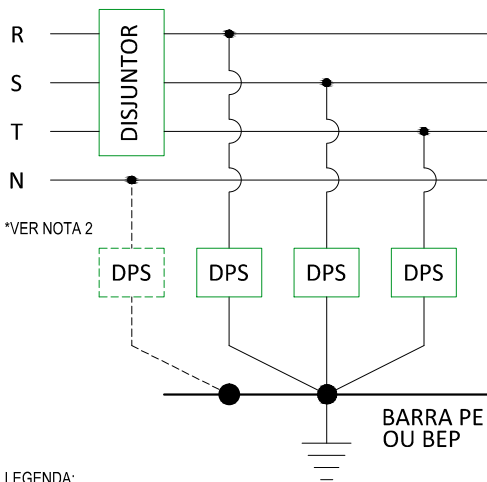 R
S
T
N
DISJUNTOR
*VER NOTA 2
DPS
DPS
DPS
DPS
BARRA PE
OU BEP
LEGENDA: